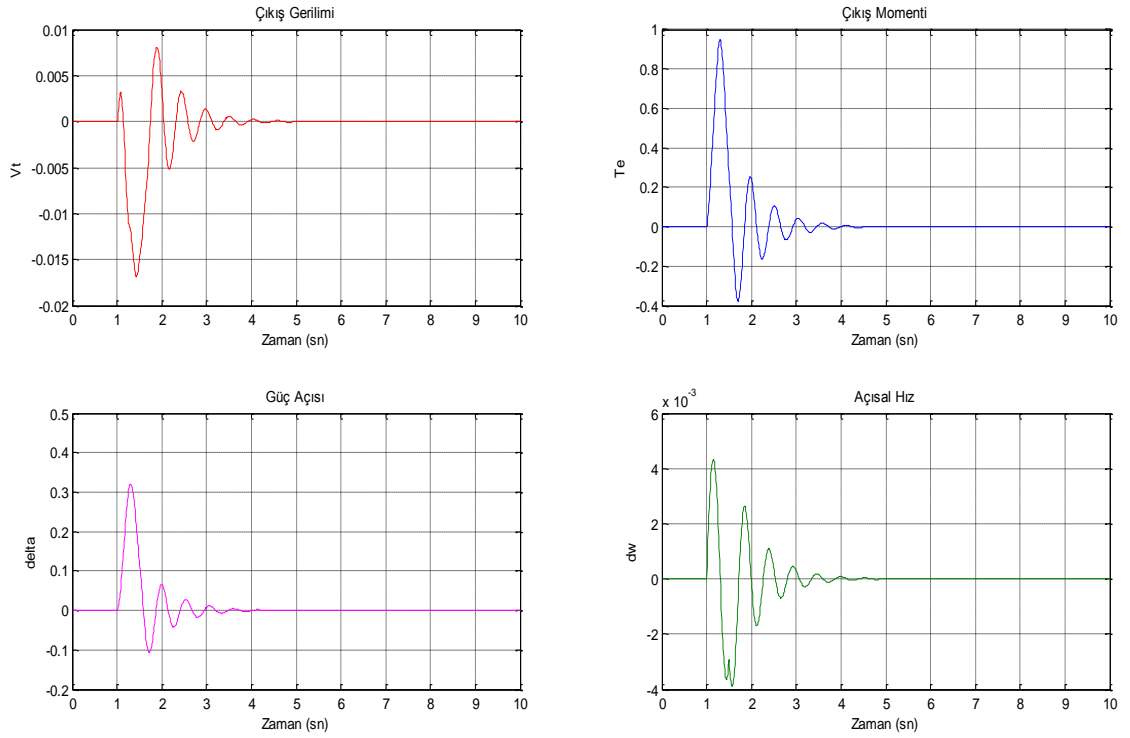 Çıkış Gerilimi
0.01
0.005
0
-0.005
-0.01
-0.015
-0.02
Vt
0 1 2 3 4 5 6 7 8 9 10
Zaman (sn)
Çıkış Momenti
1
0.8
0.6
0.4
0.2
0
-0.2
-0.4
Te
0 1 2 3 4 5 6 7 8 9 10
Zaman (sn)
Güç Açısı
0.5
0.4
0.3
0.2
0.1
0
-0.1
-0.2
delta
0 1 2 3 4 5 6 7 8 9 10
Zaman (sn)
Açısal Hız
x 10^-3
6
4
2
0
-2
-4
dw
0 1 2 3 4 5 6 7 8 9 10
Zaman (sn)